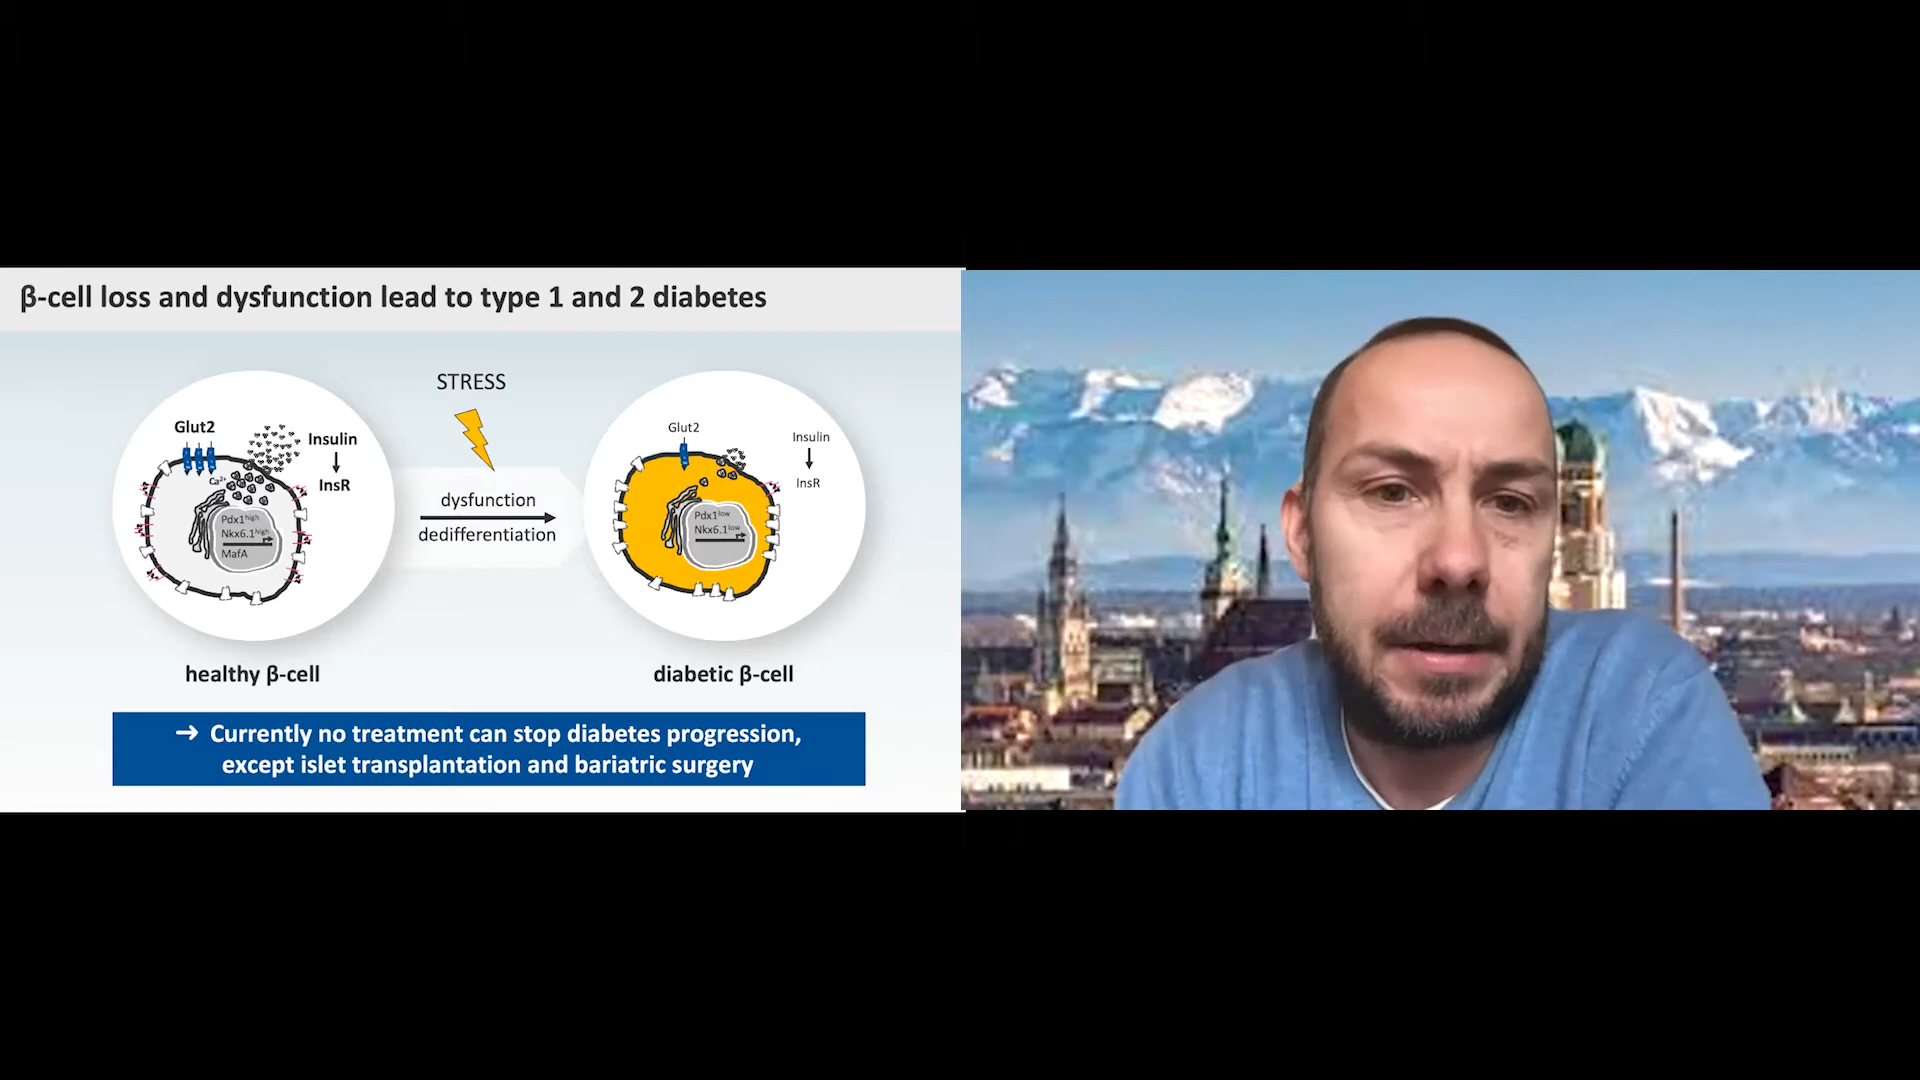 β-cell loss and dysfunction lead to type 1 and 2 diabetes
STRESS
Glut2
Insulin
InsR
Ca²⁺
Pdx1high
Nkx6.1high
MafA
dysfunction
dedifferentiation
Glut2
Insulin
InsR
Pdx1low
Nkx6.1low
healthy β-cell
diabetic β-cell
→ Currently no treatment can stop diabetes progression,
except islet transplantation and bariatric surgery